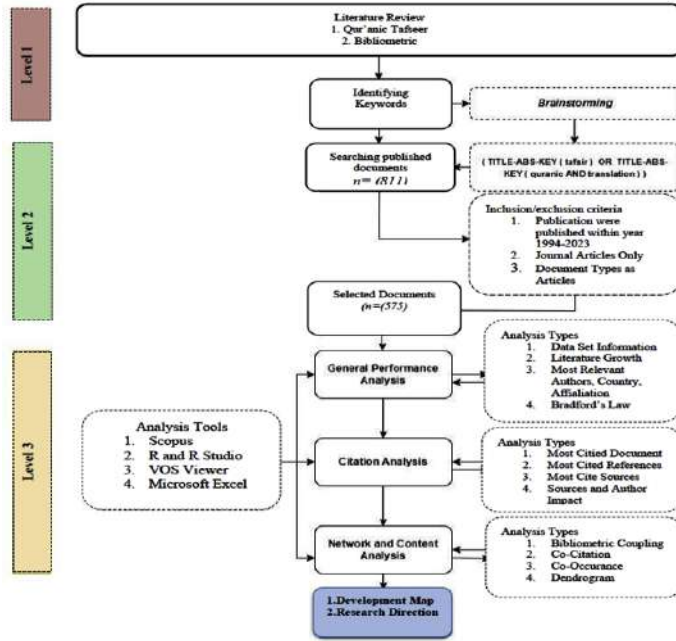 Level 1
Literature Review
1. Qur'anic Tafseer
2. Bibliometric
Identifying
Keywords
Brainstorming
Level 2
Searching published
documents
n= (811)
( TITLE-ABS-KEY ( tafsir ) OR TITLE-ABS-
KEY ( quranic AND translation ) )
Inclusion/exclusion criteria
1. Publication were
published within year
1994-2023
2. Journal Articles Only
3. Document Types as
Articles
Selected Documents
(n=(575)
Level 3
General Performance
Analysis
Analysis Types
1. Data Set Information
2. Literature Growth
3. Most Relevant
Authors, Country,
Affialiation
4. Bradford's Law
Analysis Tools
1. Scopus
2. R and R Studio
3. VOS Viewer
4. Microsoft Excel
Citation Analysis
Analysis Types
1. Most Citied Document
2. Most Cited References
3. Most Cite Sources
4. Sources and Author
Impact
Network and Content
Analysis
Analysis Types
1. Bibliometric Coupling
2. Co-Citation
3. Co-Occurance
4. Dendrogram
1.Development Map
2.Research Direction